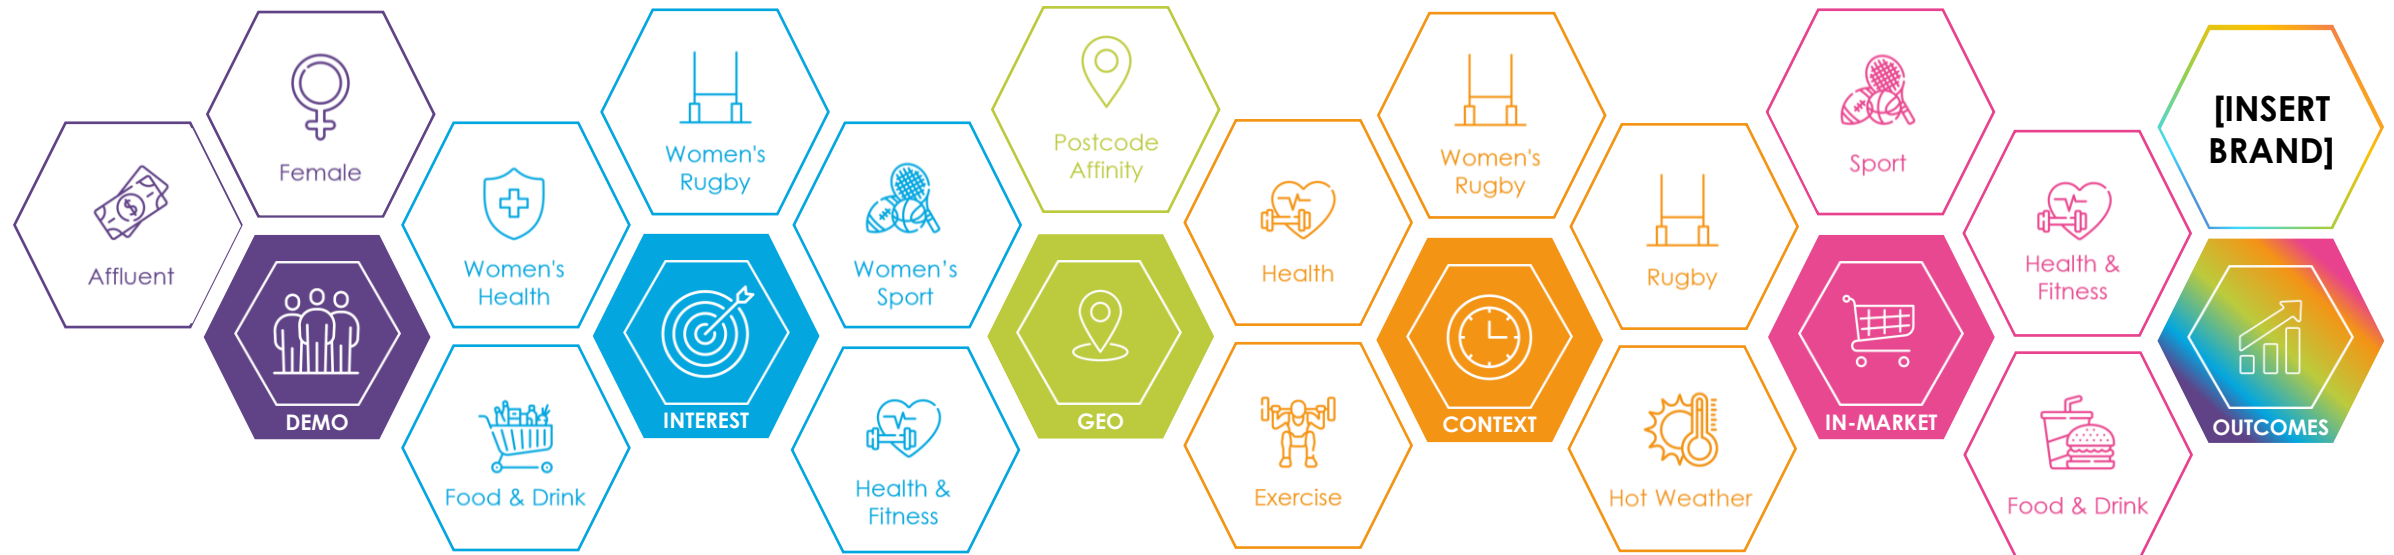 Affluent
Female
DEMO
Women's
Health
Food & Drink
Women's
Rugby
INTEREST
Women’s
Sport
Health &
Fitness
Postcode
Affinity
GEO
Health
Exercise
Women's
Rugby
CONTEXT
Rugby
Hot Weather
Sport
IN-MARKET
Health &
Fitness
Food & Drink
[INSERT
BRAND]
OUTCOMES